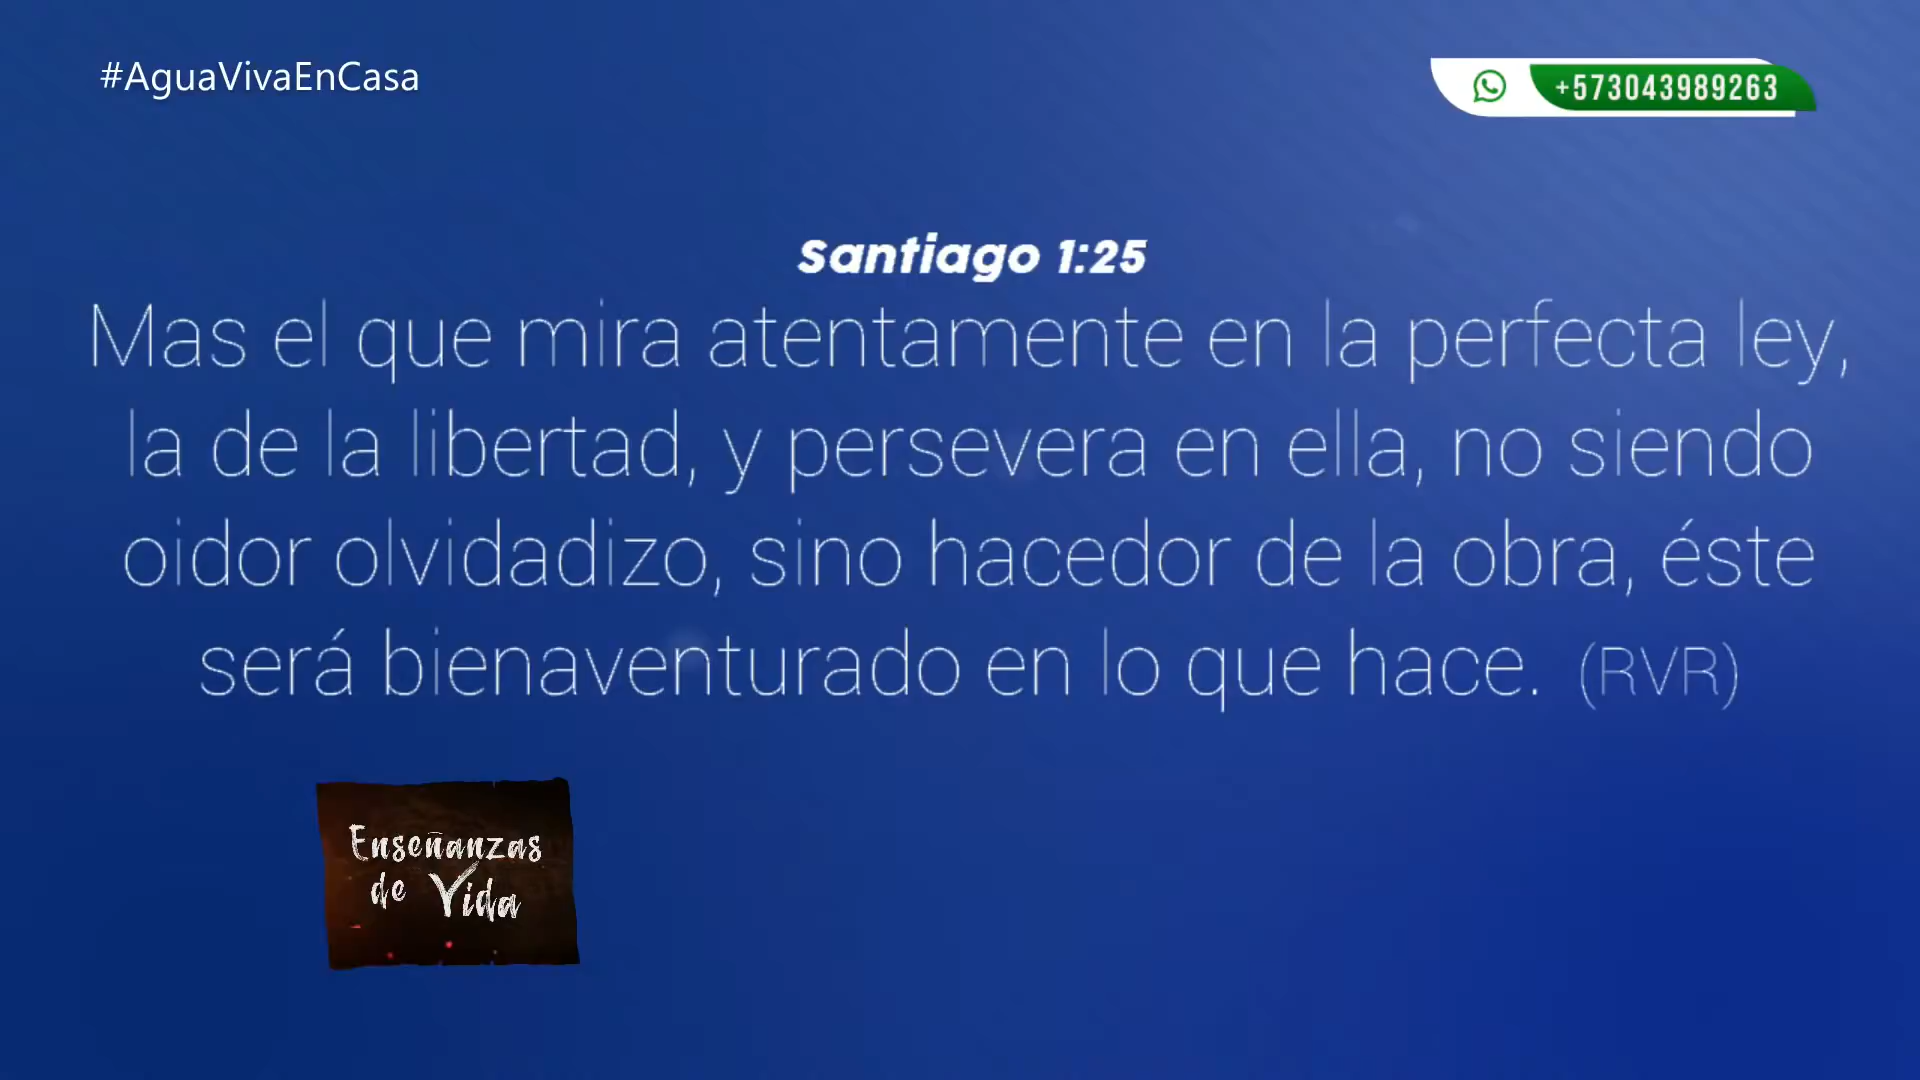 #AguaVivaEnCasa
+573043989263
Santiago 1:25
Mas el que mira atentamente en la perfecta ley,
la de la libertad, y persevera en ella, no siendo
oidor olvidadizo, sino hacedor de la obra, éste
será bienaventurado en lo que hace. (RVR)
Enseñanzas
de Vida